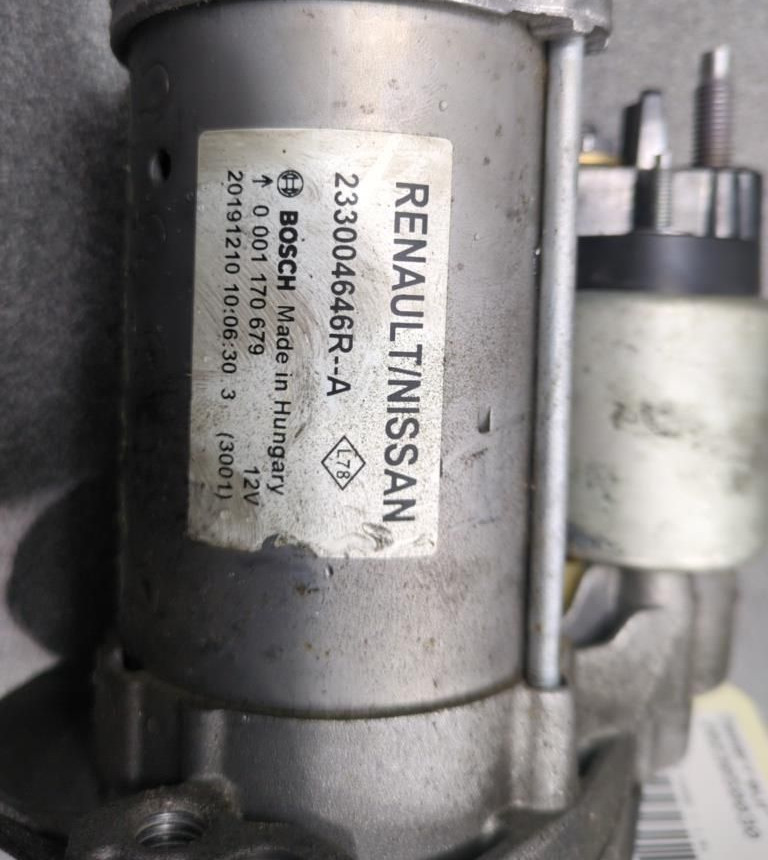 RENAULT/NISSAN
233004646R--A
L78
BOSCH Made in Hungary
↑ 0 001 170 679 12V
20191210 10:06:30 3 (3001)